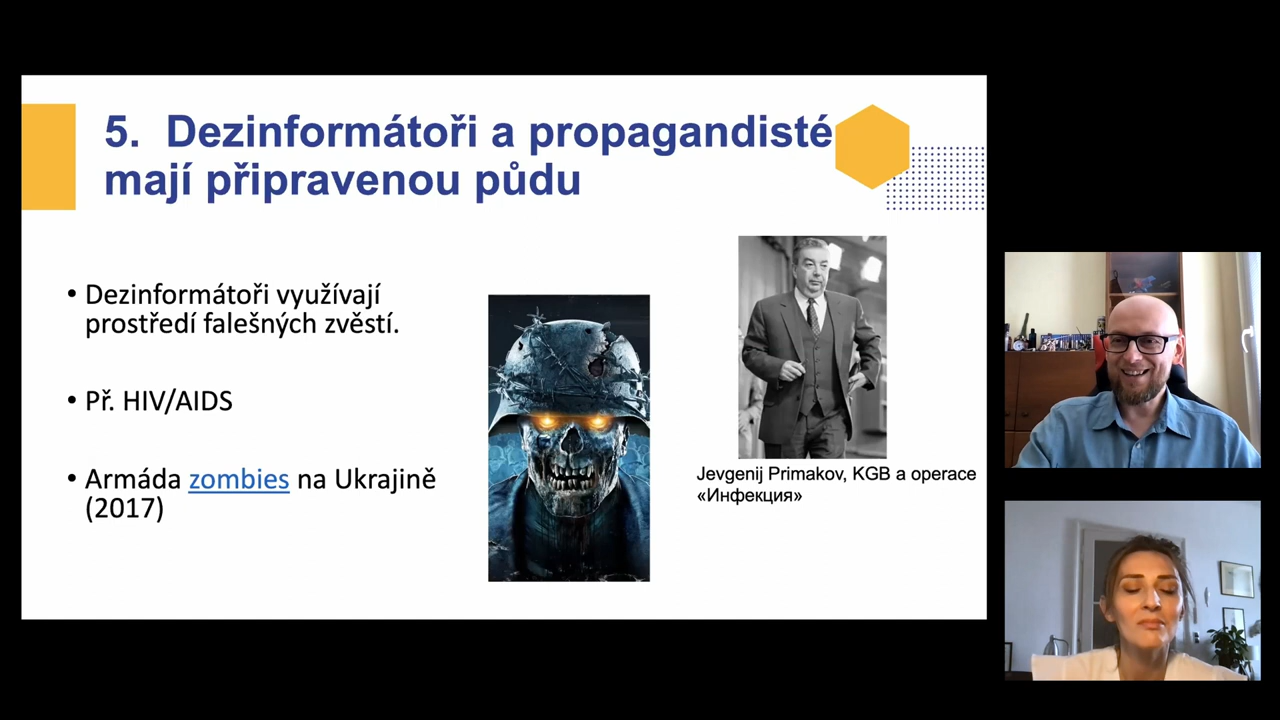 5. Dezinformátoři a propagandisté
mají připravenou půdu
• Dezinformátoři využívají
prostředí falešných zvěstí.
• Př. HIV/AIDS
• Armáda zombies na Ukrajině
(2017)
Jevgenij Primakov, KGB a operace
«Инфекция»